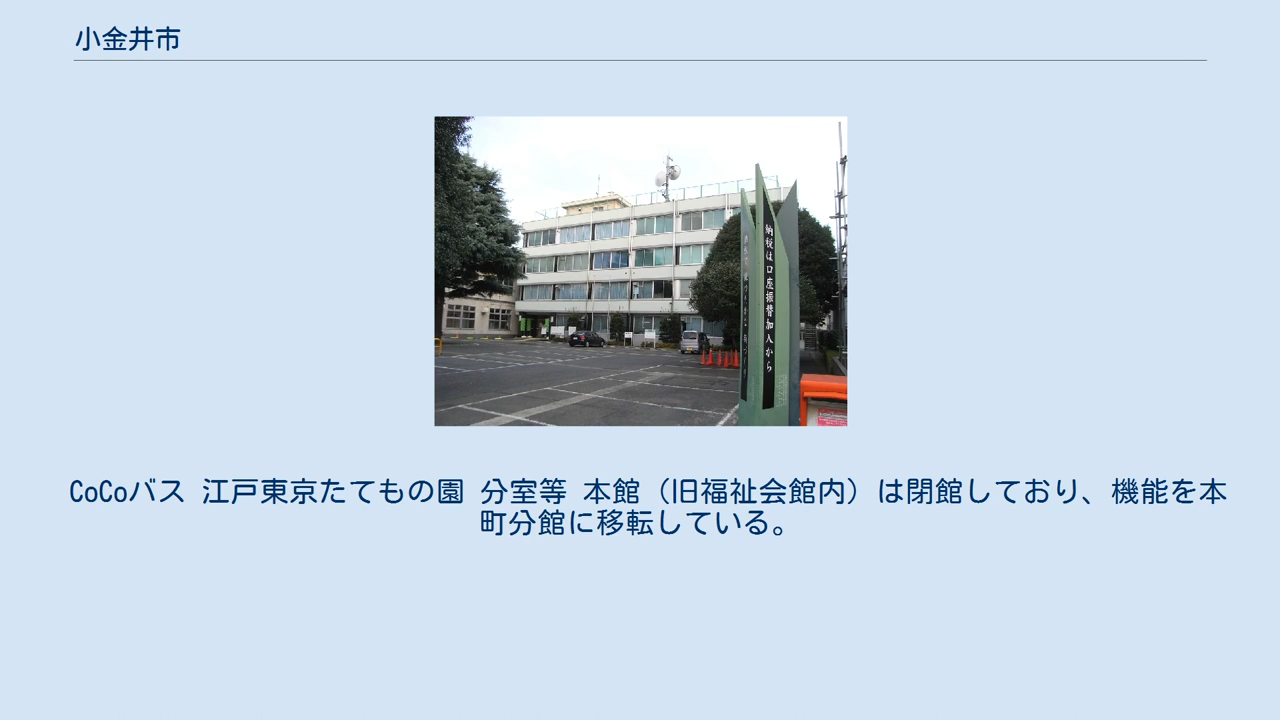 小金井市
納税は口座振替加入から
CoCoバス 江戸東京たてもの園 分室等 本館（旧福祉会館内）は閉館しており、機能を本
町分館に移転している。